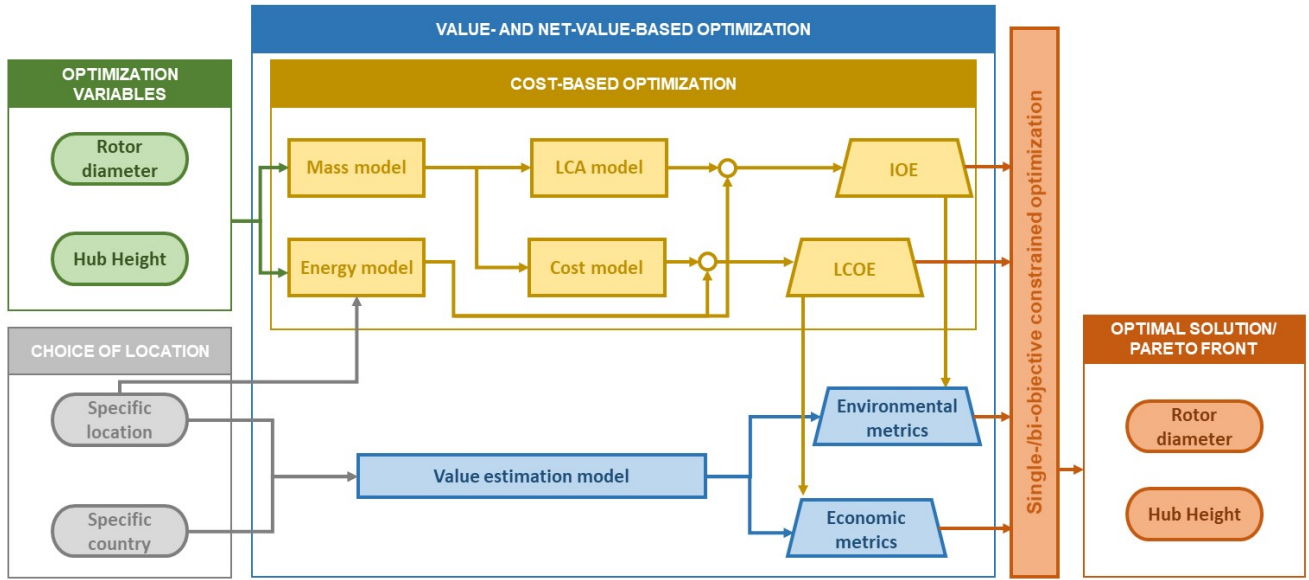 VALUE- AND NET-VALUE-BASED OPTIMIZATION
OPTIMIZATION
VARIABLES
Rotor
diameter
Hub Height
COST-BASED OPTIMIZATION
Mass model
LCA model
IOE
Energy model
Cost model
LCOE
CHOICE OF LOCATION
Specific
location
Specific
country
Value estimation model
Environmental
metrics
Economic
metrics
Single-/bi-objective constrained optimization
OPTIMAL SOLUTION/
PARETO FRONT
Rotor
diameter
Hub Height